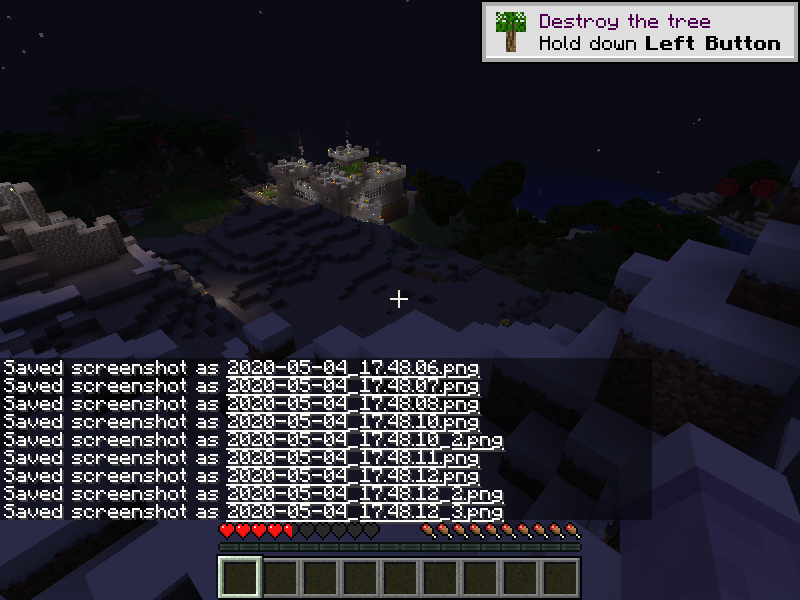 Destroy the tree
Hold down Left Button
Saved screenshot as 2020-05-04_17.48.06.png
Saved screenshot as 2020-05-04_17.48.07.png
Saved screenshot as 2020-05-04_17.48.08.png
Saved screenshot as 2020-05-04_17.48.10.png
Saved screenshot as 2020-05-04_17.48.10_2.png
Saved screenshot as 2020-05-04_17.48.11.png
Saved screenshot as 2020-05-04_17.48.12.png
Saved screenshot as 2020-05-04_17.48.12_2.png
Saved screenshot as 2020-05-04_17.48.12_3.png